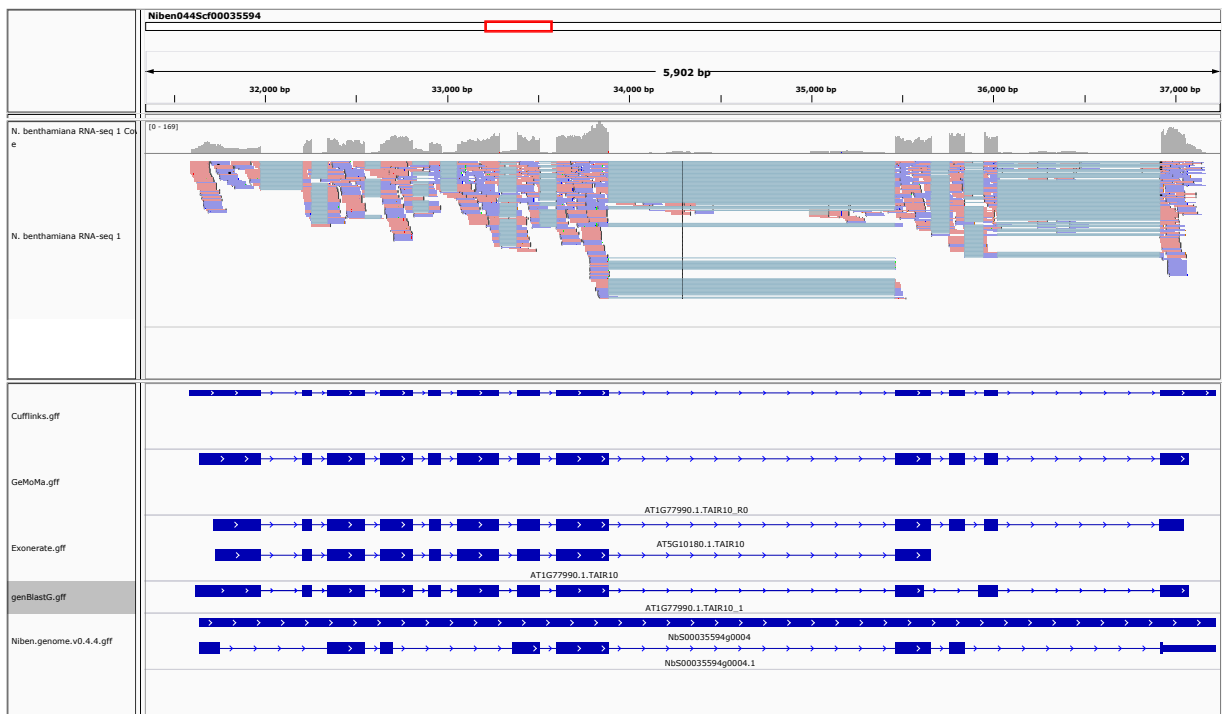 Niben044Scf00035594
5,902 bp
32,000 bp 33,000 bp 34,000 bp 35,000 bp 36,000 bp 37,000 bp
N. benthamiana RNA-seq 1 Co
e
[0 - 169]
N. benthamiana RNA-seq 1
Cufflinks.gff
GeMoMa.gff
AT1G77990.1.TAIR10_R0
Exonerate.gff
AT5G10180.1.TAIR10
AT1G77990.1.TAIR10
genBlastG.gff
AT1G77990.1.TAIR10_1
Niben.genome.v0.4.4.gff
NbS00035594g0004
NbS00035594g0004.1